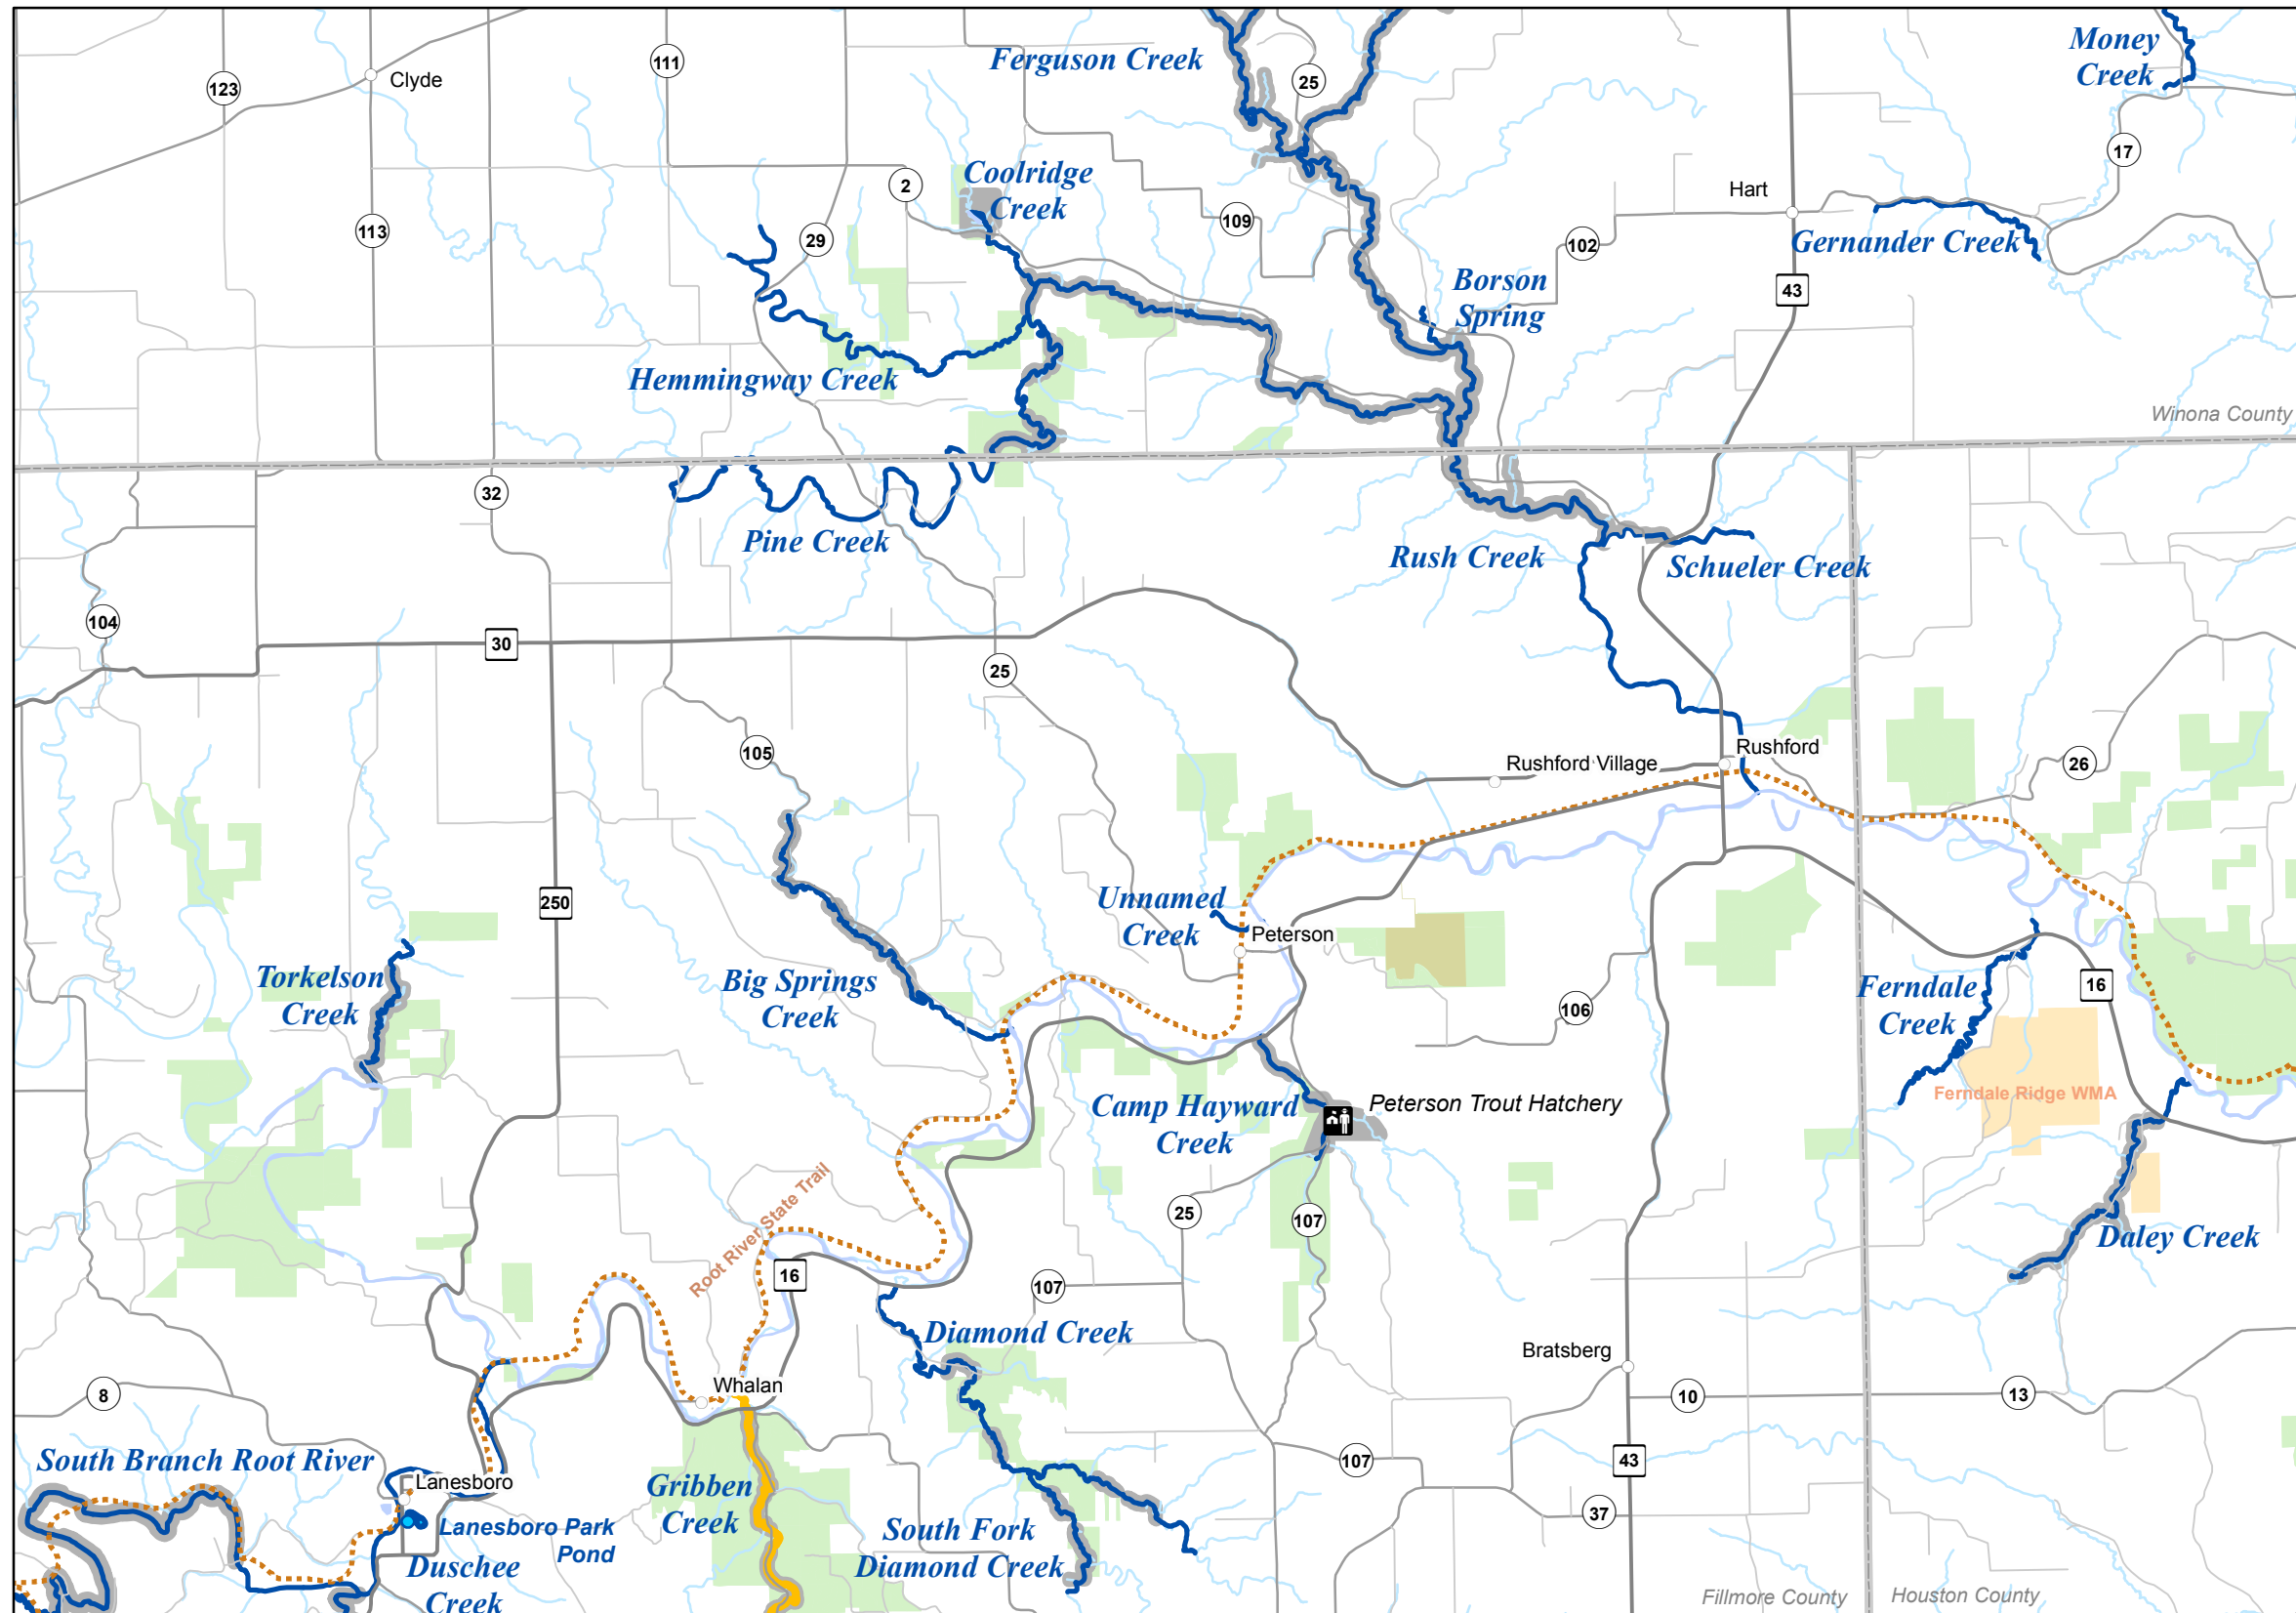 Ferguson Creek
Money
Creek
111
Clyde
123
25
17
Coolridge
Creek
2
Hart
109
113
29
102
Gernander Creek
Borson
Spring
43
Hemmingway Creek
Winona County
32
Pine Creek
Rush Creek
Schueler Creek
104
30
25
105
Rushford
Rushford Village
26
250
Unnamed
Creek
Peterson
Torkelson
Creek
Big Springs
Creek
Ferndale
Creek
16
106
Ferndale Ridge WMA
Camp Hayward
Creek
Peterson Trout Hatchery
Root River State Trail
25
107
Daley Creek
16
107
Diamond Creek
Bratsberg
Whalan
8
10
13
South Branch Root River
Lanesboro
Gribben
Creek
107
43
37
Lanesboro Park
Pond
South Fork
Diamond Creek
Duschee
Creek
Fillmore County
Houston County